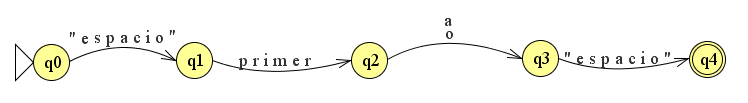 a
"espacio" o
q0 q1 primer q2 q3 "espacio" q4